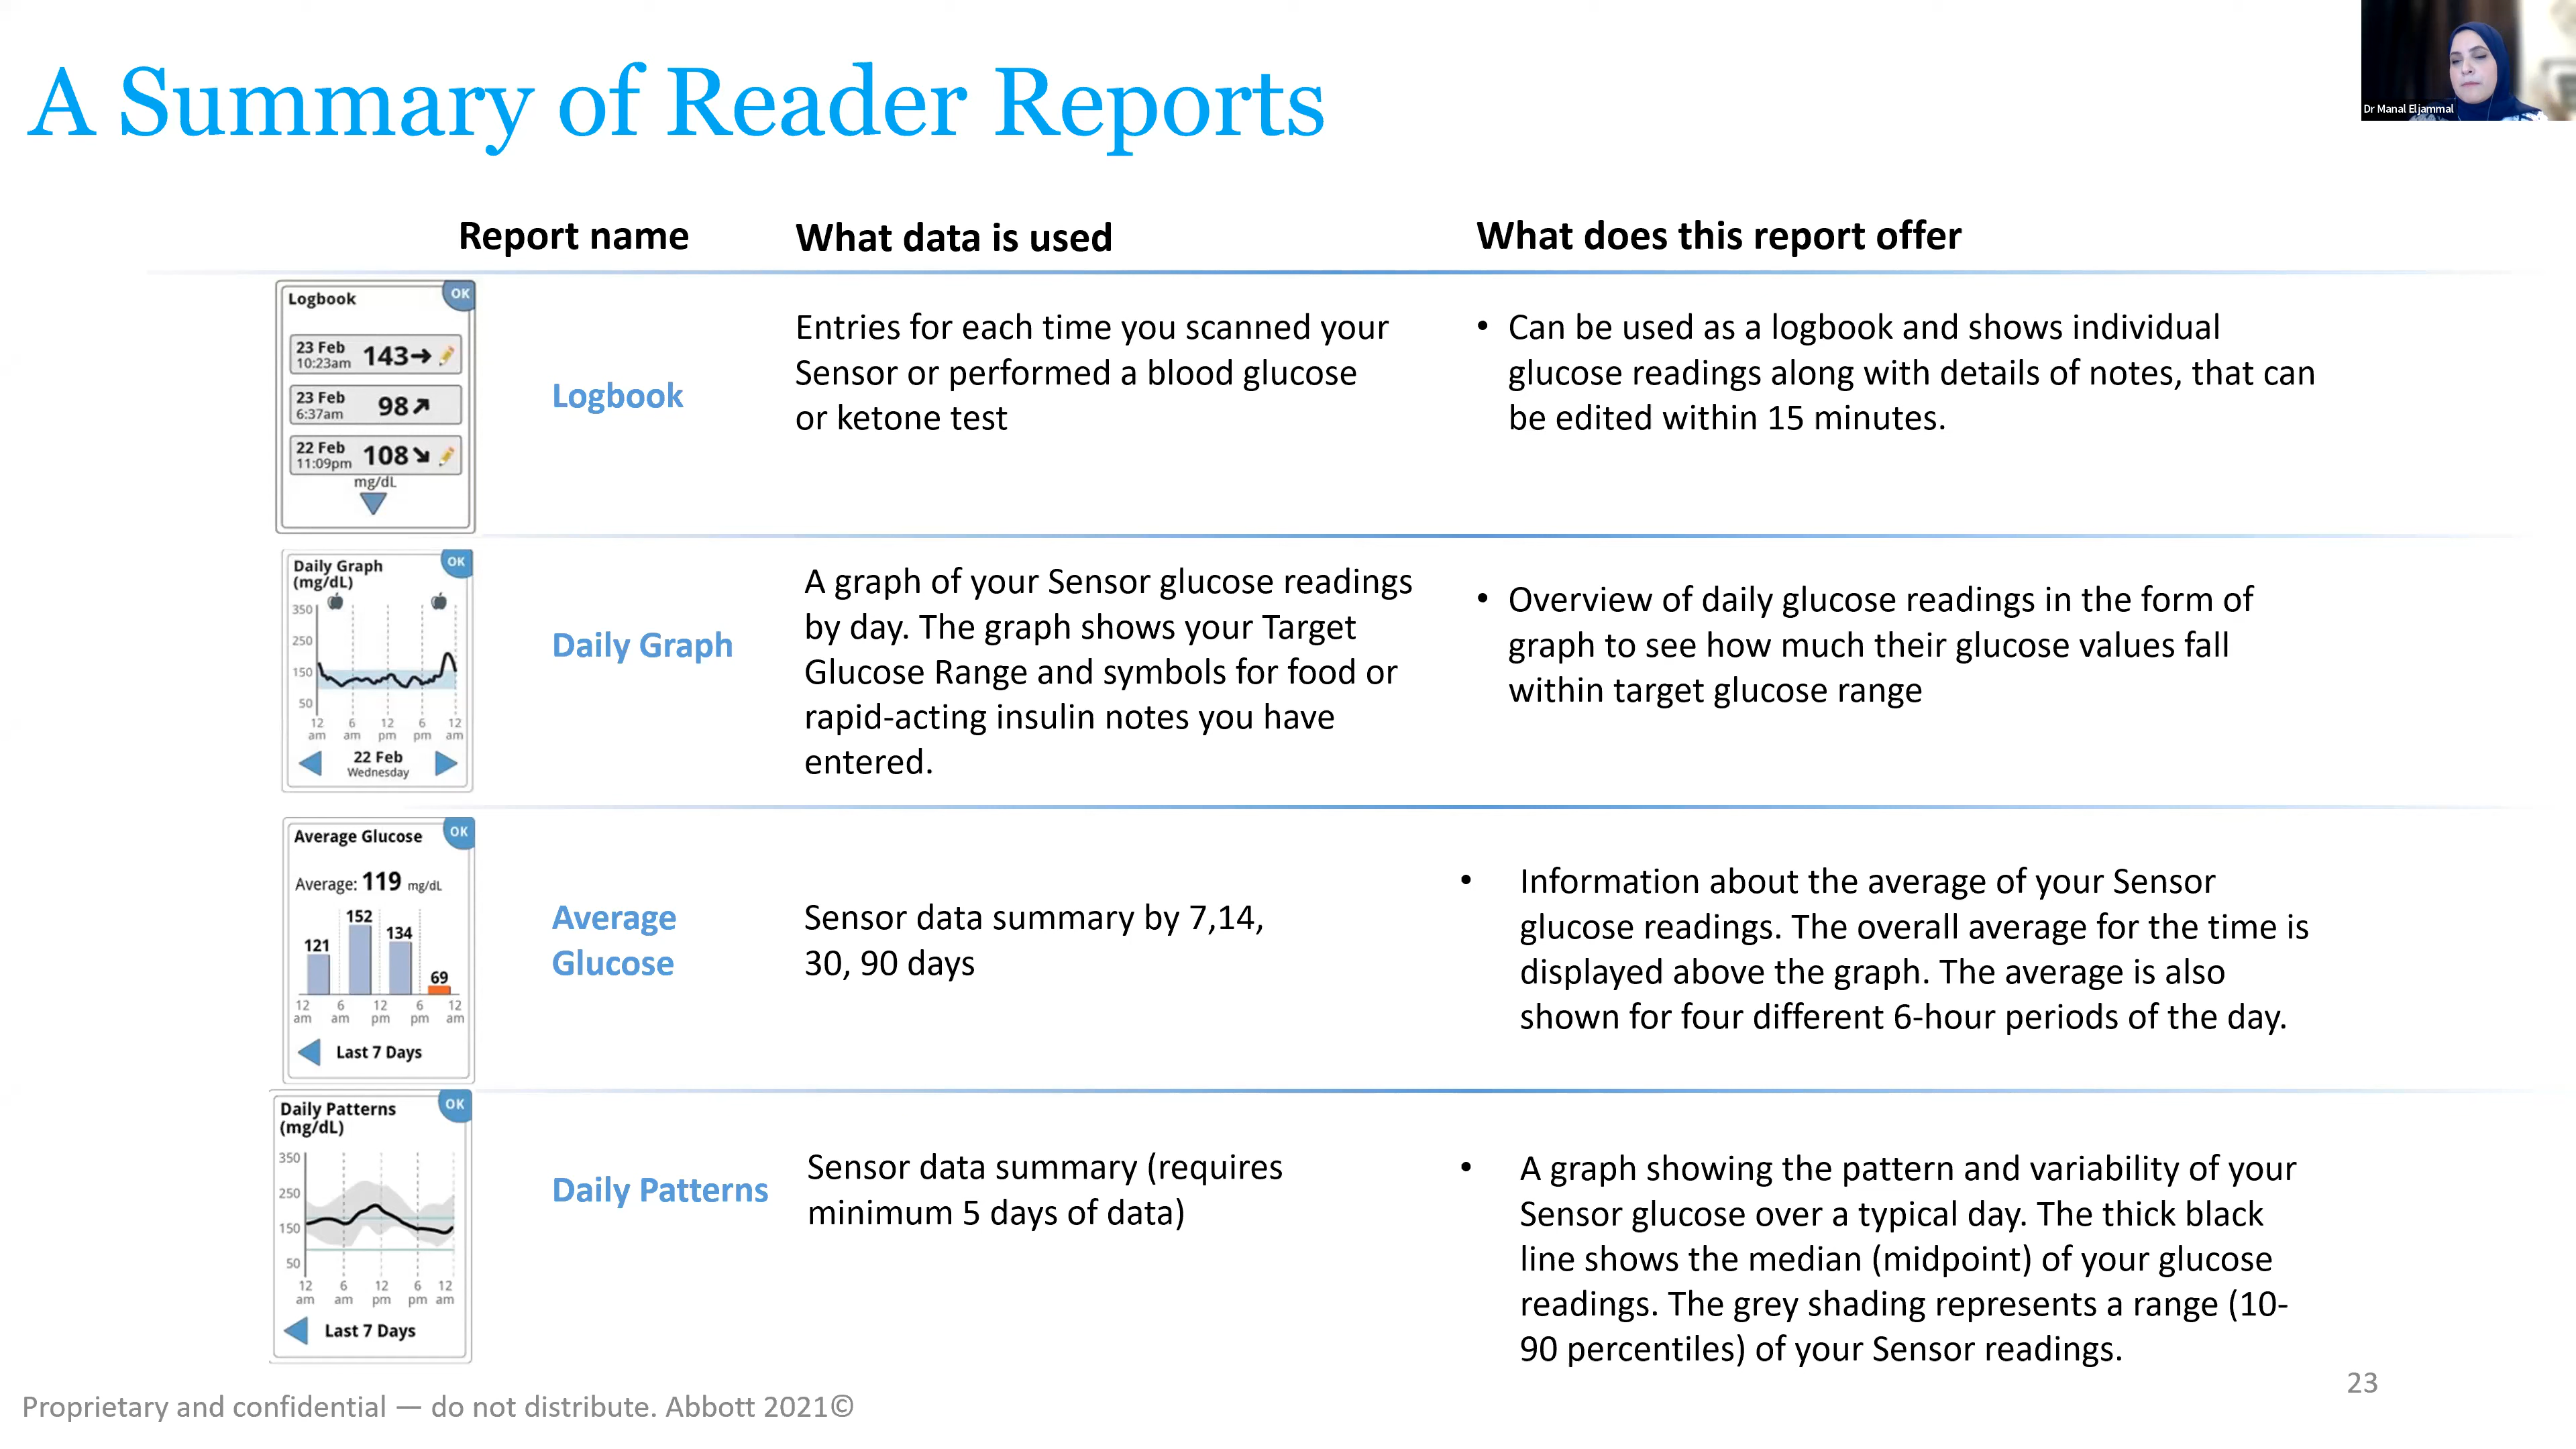 A Summary of Reader Reports
Dr Manal Eljammal
Report name
What data is used
What does this report offer
Logbook
OK
23 Feb
10:23am
143→
23 Feb
6:37am
98↗
22 Feb
11:09pm
108↘
mg/dL
Logbook
Entries for each time you scanned your
Sensor or performed a blood glucose
or ketone test
• Can be used as a logbook and shows individual
glucose readings along with details of notes, that can
be edited within 15 minutes.
Daily Graph
(mg/dL)
OK
350
250
150
50
12 6 12 6 12
am am pm pm am
22 Feb
Wednesday
Daily Graph
A graph of your Sensor glucose readings
by day. The graph shows your Target
Glucose Range and symbols for food or
rapid-acting insulin notes you have
entered.
• Overview of daily glucose readings in the form of
graph to see how much their glucose values fall
within target glucose range
Average Glucose
OK
Average: 119 mg/dL
152
134
121
69
12 6 12 6 12
am am pm pm am
Last 7 Days
Average
Glucose
Sensor data summary by 7,14,
30, 90 days
• Information about the average of your Sensor
glucose readings. The overall average for the time is
displayed above the graph. The average is also
shown for four different 6-hour periods of the day.
Daily Patterns
(mg/dL)
OK
350
250
150
50
12 6 12 6 12
am am pm pm am
Last 7 Days
Daily Patterns
Sensor data summary (requires
minimum 5 days of data)
• A graph showing the pattern and variability of your
Sensor glucose over a typical day. The thick black
line shows the median (midpoint) of your glucose
readings. The grey shading represents a range (10-
90 percentiles) of your Sensor readings.
23
Proprietary and confidential — do not distribute. Abbott 2021©